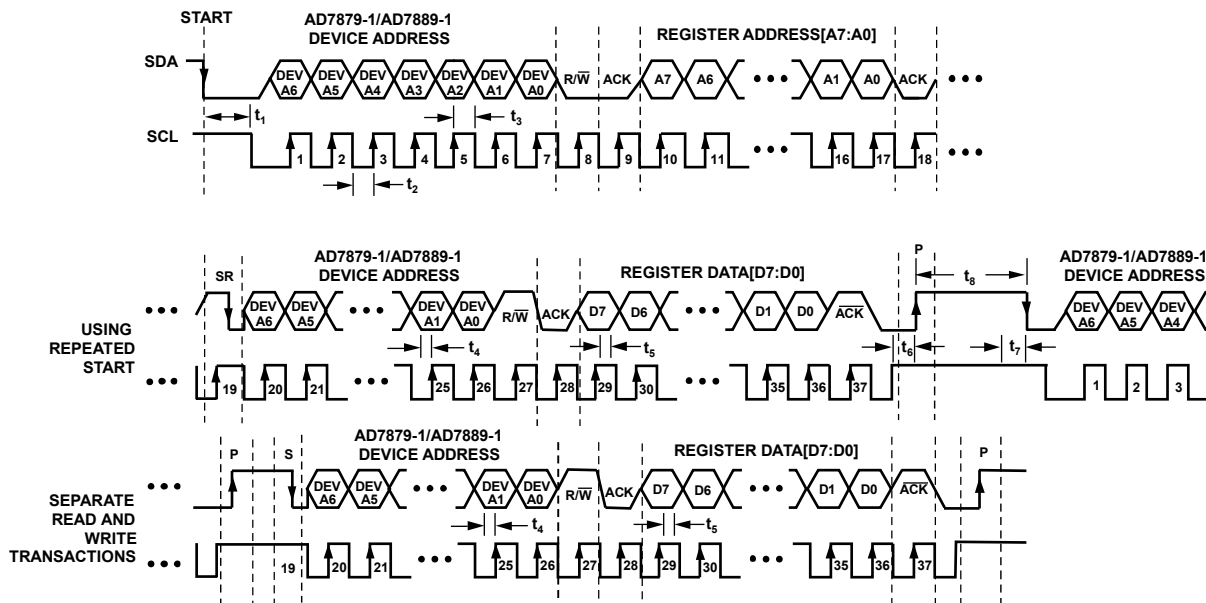 START
AD7879-1/AD7889-1
DEVICE ADDRESS
REGISTER ADDRESS[A7:A0]
SDA
DEV A6 DEV A5 DEV A4 DEV A3 DEV A2 DEV A1 DEV A0 R/W̅ ACK A7 A6 • • • A1 A0 ACK • • •
t1 t3
SCL
1 2 3 4 5 6 7 8 9 10 11 • • • 16 17 18 • • •
t2
AD7879-1/AD7889-1
DEVICE ADDRESS
REGISTER DATA[D7:D0]
AD7879-1/AD7889-1
DEVICE ADDRESS
SR P t8
• • • DEV A6 DEV A5 • • • DEV A1 DEV A0 R/W̅ ACK D7 D6 • • • D1 D0 A̅C̅K̅ DEV A6 DEV A5 DEV A4
USING
REPEATED
START
t4 t5 t6 t7
• • • 19 20 21 • • • 25 26 27 28 29 30 • • • 35 36 37 1 2 3
AD7879-1/AD7889-1
DEVICE ADDRESS
REGISTER DATA[D7:D0]
P S P
• • • DEV A6 DEV A5 • • • DEV A1 DEV A0 R/W̅ ACK D7 D6 • • • D1 D0 A̅C̅K̅
SEPARATE
READ AND
WRITE
TRANSACTIONS
t4 t5
• • • 19 20 21 • • • 25 26 27 28 29 30 • • • 35 36 37